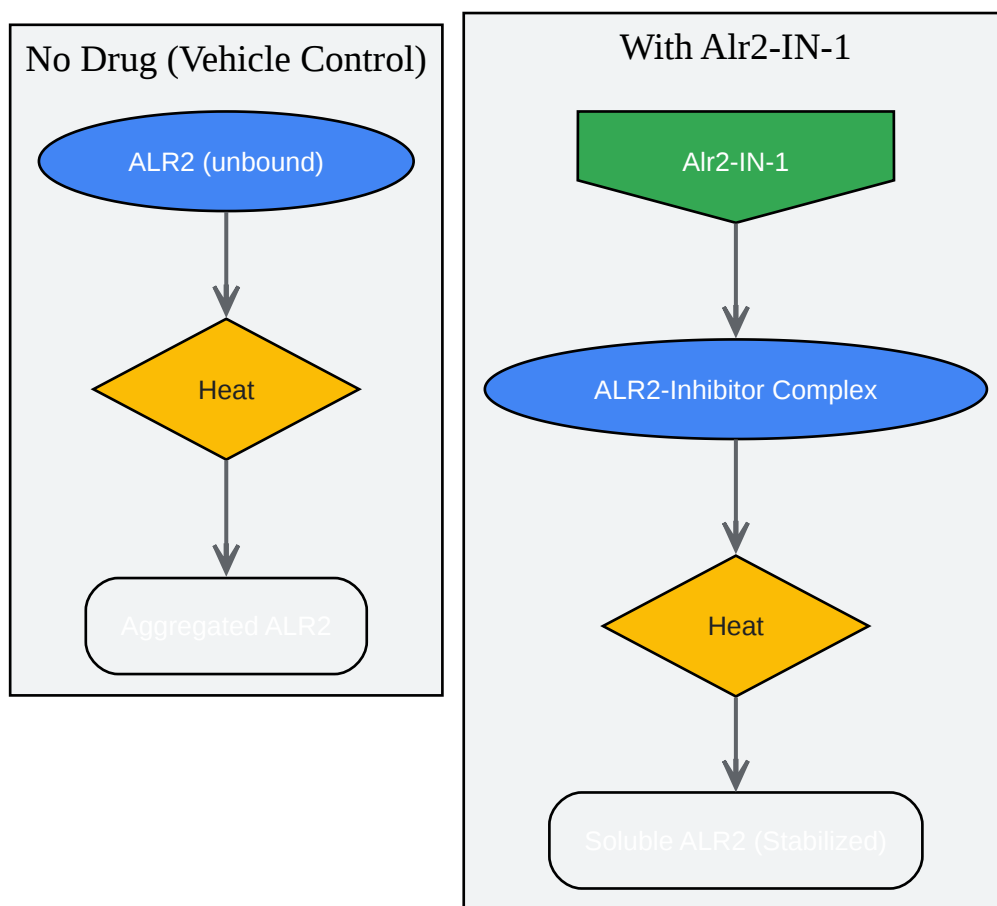 No Drug (Vehicle Control)
ALR2 (unbound)
Heat
Aggregated ALR2
With Alr2-IN-1
Alr2-IN-1
ALR2-Inhibitor Complex
Heat
Soluble ALR2 (Stabilized)